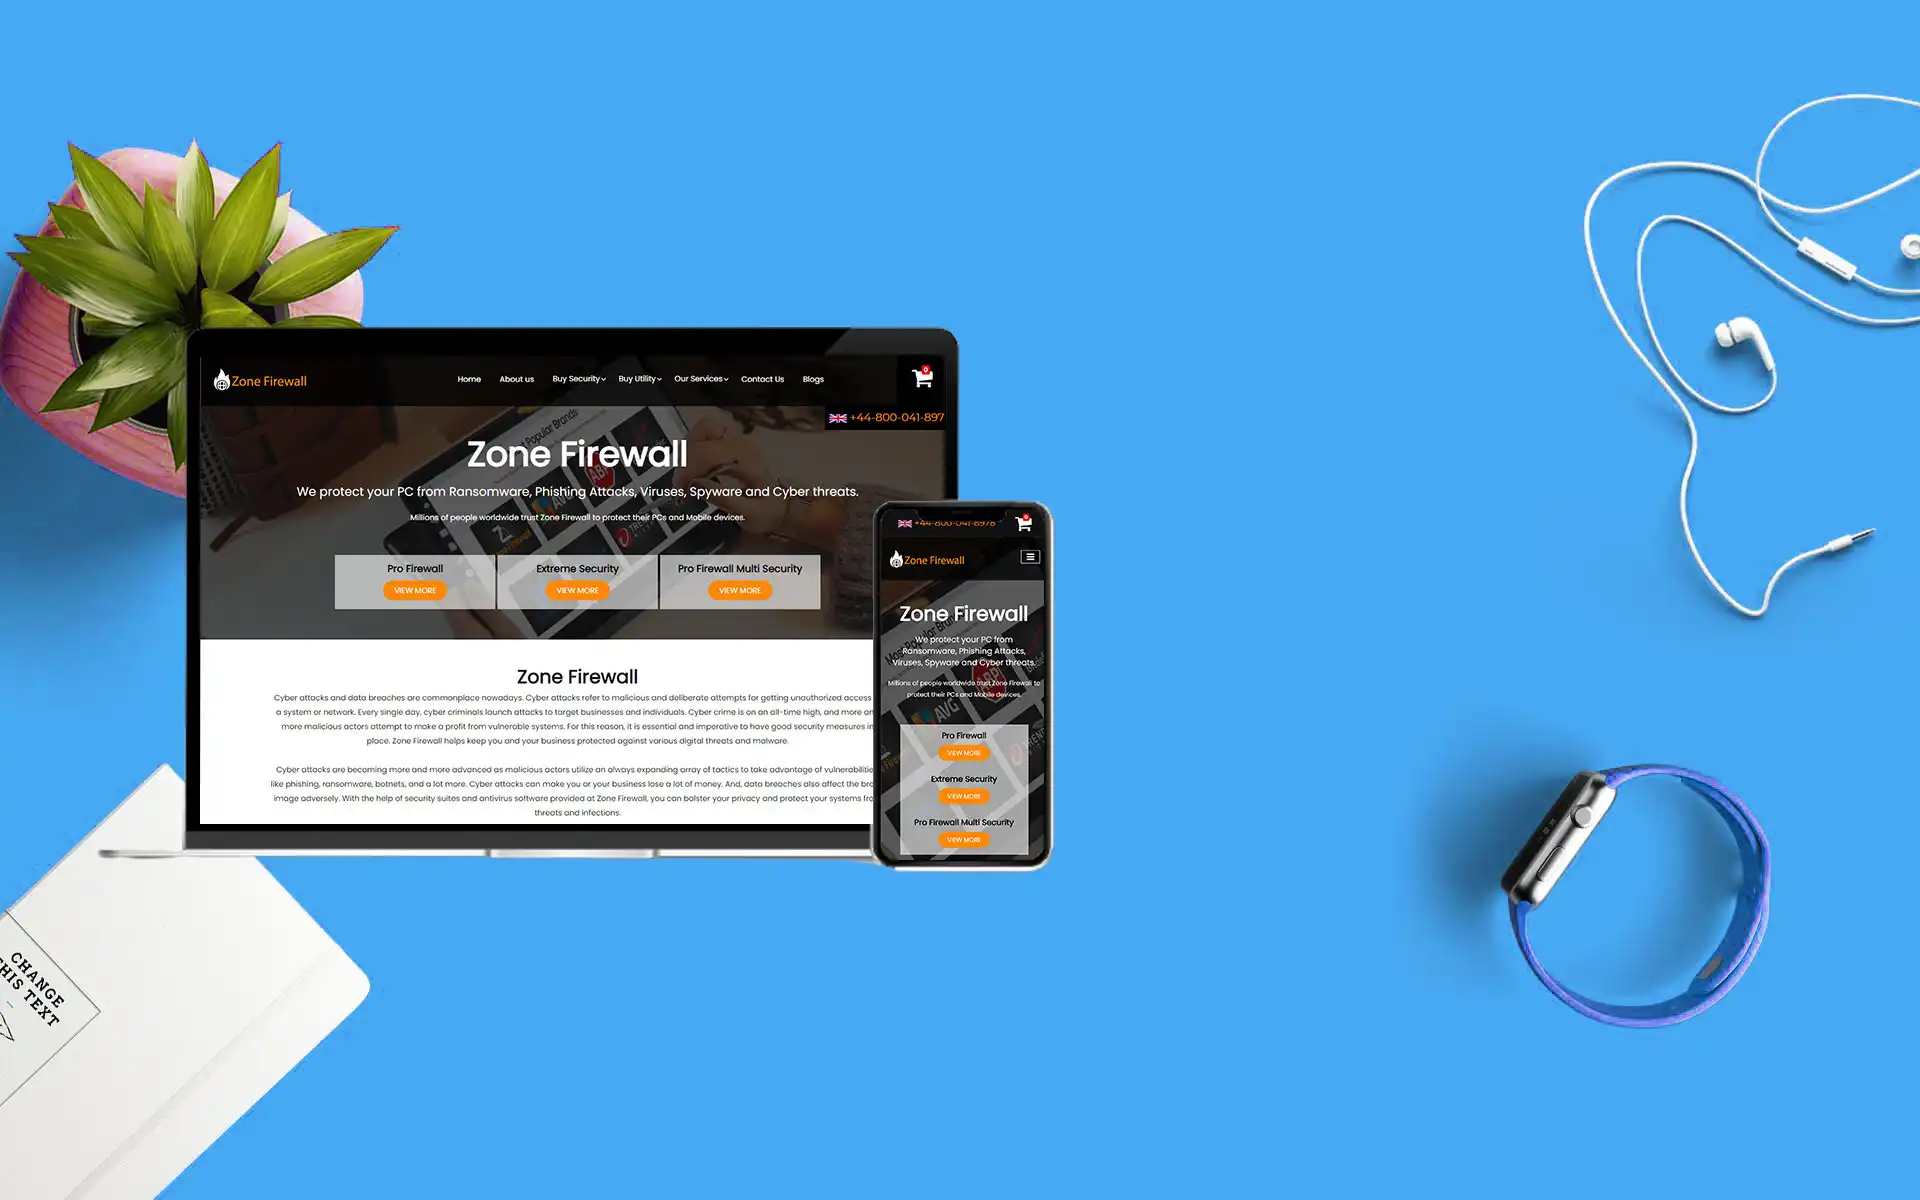 Zone Firewall
Home About us Buy Security Buy Utility Our Services Contact Us Blogs
0
+44-800-041-897
Zone Firewall
We protect your PC from Ransomware, Phishing Attacks, Viruses, Spyware and Cyber threats.
Millions of people worldwide trust Zone Firewall to protect their PCs and Mobile devices.
Pro Firewall Extreme Security Pro Firewall Multi Security
VIEW MORE VIEW MORE VIEW MORE
Zone Firewall
Cyber attacks and data breaches are commonplace nowadays. Cyber attacks refer to malicious and deliberate attempts for getting unauthorized access
a system or network. Every single day, cyber criminals launch attacks to target businesses and individuals. Cyber crime is on an all-time high, and more an
more malicious actors attempt to make a profit from vulnerable systems. For this reason, it is essential and imperative to have good security measures in
place. Zone Firewall helps keep you and your business protected against various digital threats and malware.
Cyber attacks are becoming more and more advanced as malicious actors utilize an always expanding array of tactics to take advantage of vulnerabilitie
like phishing, ransomware, botnets, and a lot more. Cyber attacks can make you or your business lose a lot of money. And, data breaches also affect the bra
image adversely. With the help of security suites and antivirus software provided at Zone Firewall, you can bolster your privacy and protect your systems fro
threats and infections.
+44-800-041-8978
0
Zone Firewall
Zone Firewall
We protect your PC from
Ransomware, Phishing Attacks,
Viruses, Spyware and Cyber threats.
Millions of people worldwide trust Zone Firewall to
protect their PCs and Mobile devices.
Pro Firewall
VIEW MORE
Extreme Security
VIEW MORE
Pro Firewall Multi Security
VIEW MORE
CHANGE
THIS TEXT